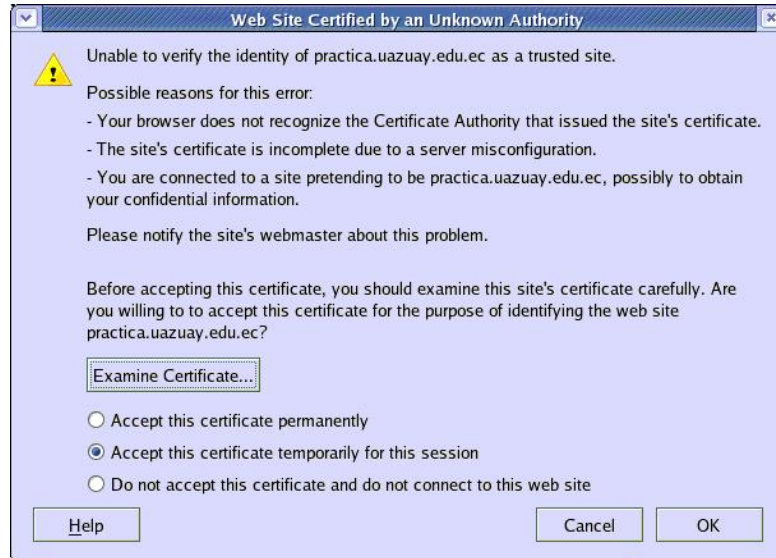 Web Site Certified by an Unknown Authority
Unable to verify the identity of practica.uazuay.edu.ec as a trusted site.
Possible reasons for this error:
- Your browser does not recognize the Certificate Authority that issued the site's certificate.
- The site's certificate is incomplete due to a server misconfiguration.
- You are connected to a site pretending to be practica.uazuay.edu.ec, possibly to obtain
your confidential information.
Please notify the site's webmaster about this problem.
Before accepting this certificate, you should examine this site's certificate carefully. Are
you willing to to accept this certificate for the purpose of identifying the web site
practica.uazuay.edu.ec?
Examine Certificate...
Accept this certificate permanently
Accept this certificate temporarily for this session
Do not accept this certificate and do not connect to this web site
Help Cancel OK